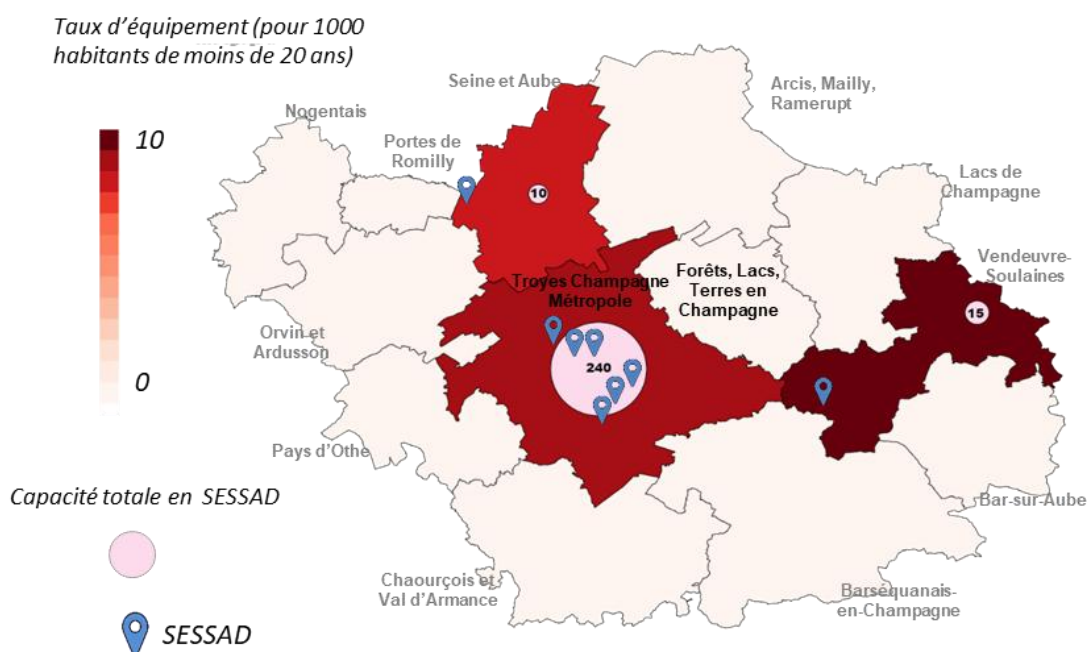 Taux d'équipement (pour 1000
habitants de moins de 20 ans)
Seine et Aube
Arcis, Mailly,
Ramerupt
Nogentais
10
Portes de
Romilly
Lacs de
Champagne
10
Vendeuvre-
Soulaines
Troyes Champagne
Métropole
Forêts, Lacs,
Terres en
Champagne
15
Orvin et
Ardusson
240
0
Pays d'Othe
Capacité totale en SESSAD
Bar-sur-Aube
Chaourçois et
Val d'Armance
Barséquanais-
en-Champagne
SESSAD